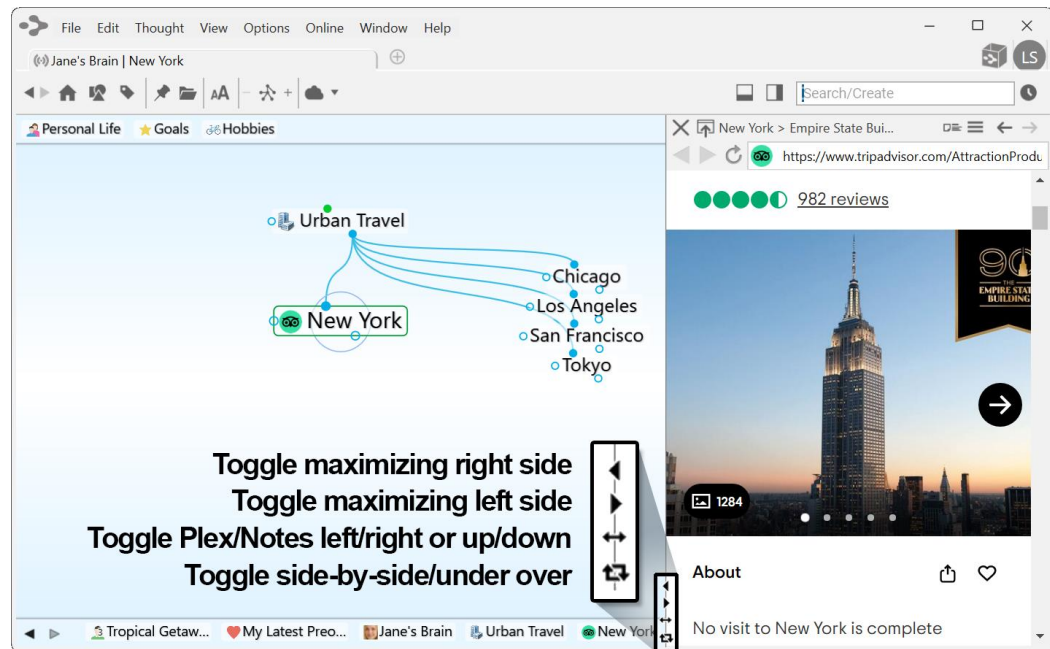 File Edit Thought View Options Online Window Help
Jane's Brain | New York
LS
AA
Search/Create
Personal Life Goals Hobbies
New York > Empire State Bui...
https://www.tripadvisor.com/AttractionProdu
982 reviews
Urban Travel
Chicago
Los Angeles
New York
San Francisco
Tokyo
90
THE
EMPIRE STAT
BUILDING
Toggle maximizing right side
Toggle maximizing left side
Toggle Plex/Notes left/right or up/down
Toggle side-by-side/under over
1284
About
No visit to New York is complete
Tropical Getaw... My Latest Preo... Jane's Brain Urban Travel New York